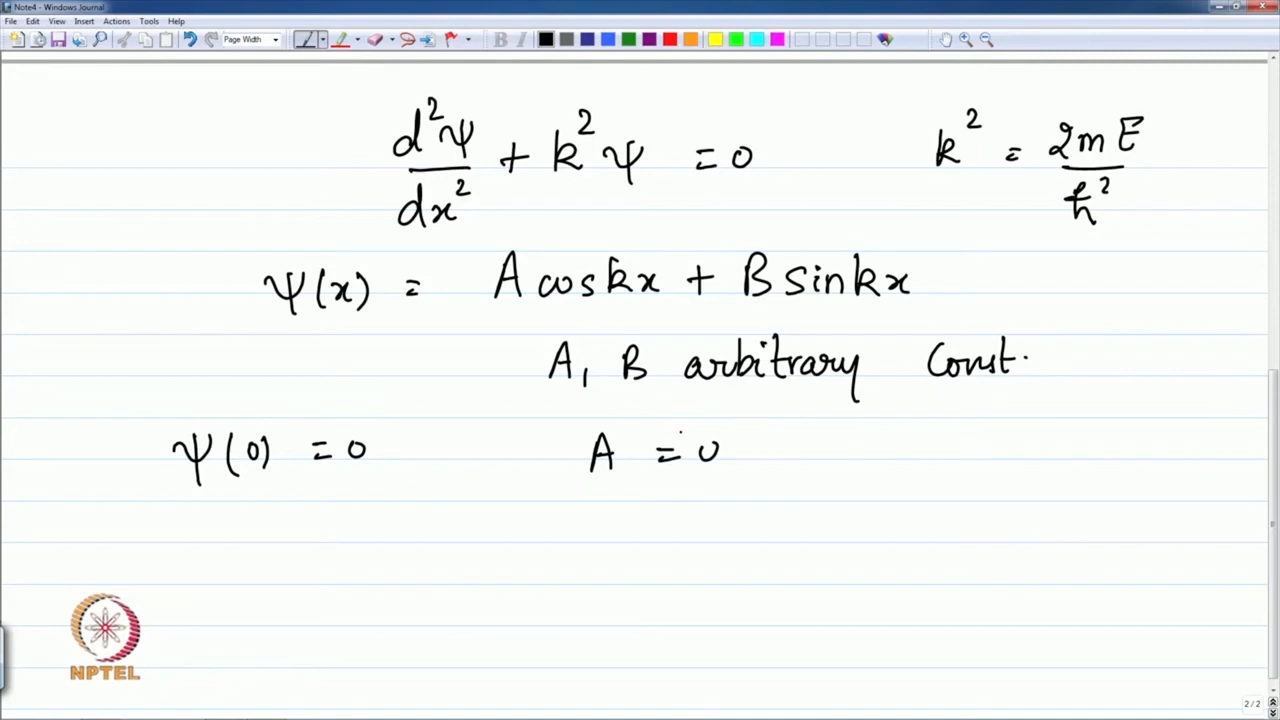 Note4 - Windows Journal
File Edit View Insert Actions Tools Help
Page Width
d²ψ/dx² + k²ψ = 0 k² = 2mE/ħ²
ψ(x) = A cos kx + B sin kx
A, B arbitrary Const.
ψ(0) = 0 A = 0
NPTEL
2 / 2